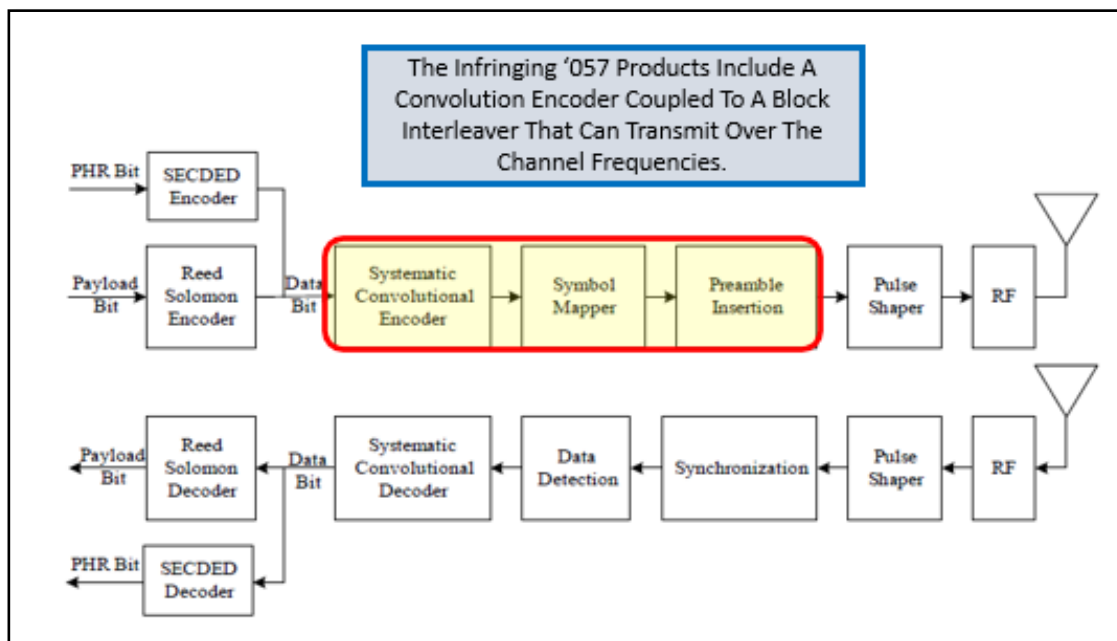 The Infringing ‘057 Products Include A
Convolution Encoder Coupled To A Block
Interleaver That Can Transmit Over The
Channel Frequencies.
PHR Bit
SECDED
Encoder
Payload
Bit
Reed
Solomon
Encoder
Data
Bit
Systematic
Convolutional
Encoder
Symbol
Mapper
Preamble
Insertion
Pulse
Shaper
RF
Payload
Bit
Reed
Solomon
Decoder
Data
Bit
Systematic
Convolutional
Decoder
Data
Detection
Synchronization
Pulse
Shaper
RF
PHR Bit
SECDED
Decoder